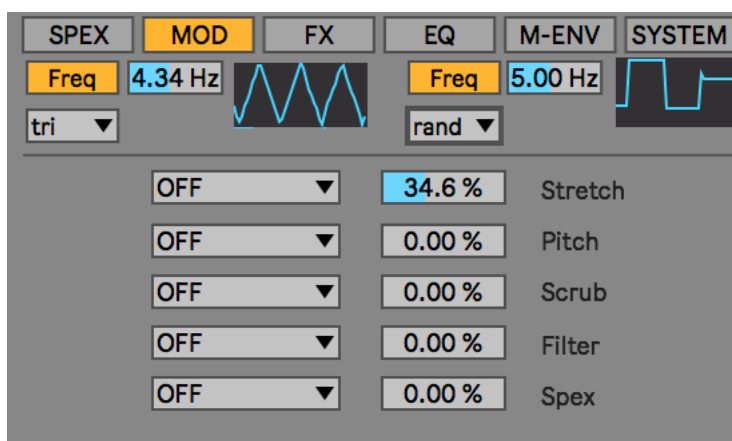 SPEX MOD FX EQ M-ENV SYSTEM
Freq 4.34 Hz Freq 5.00 Hz
tri rand
OFF 34.6 % Stretch
OFF 0.00 % Pitch
OFF 0.00 % Scrub
OFF 0.00 % Filter
OFF 0.00 % Spex